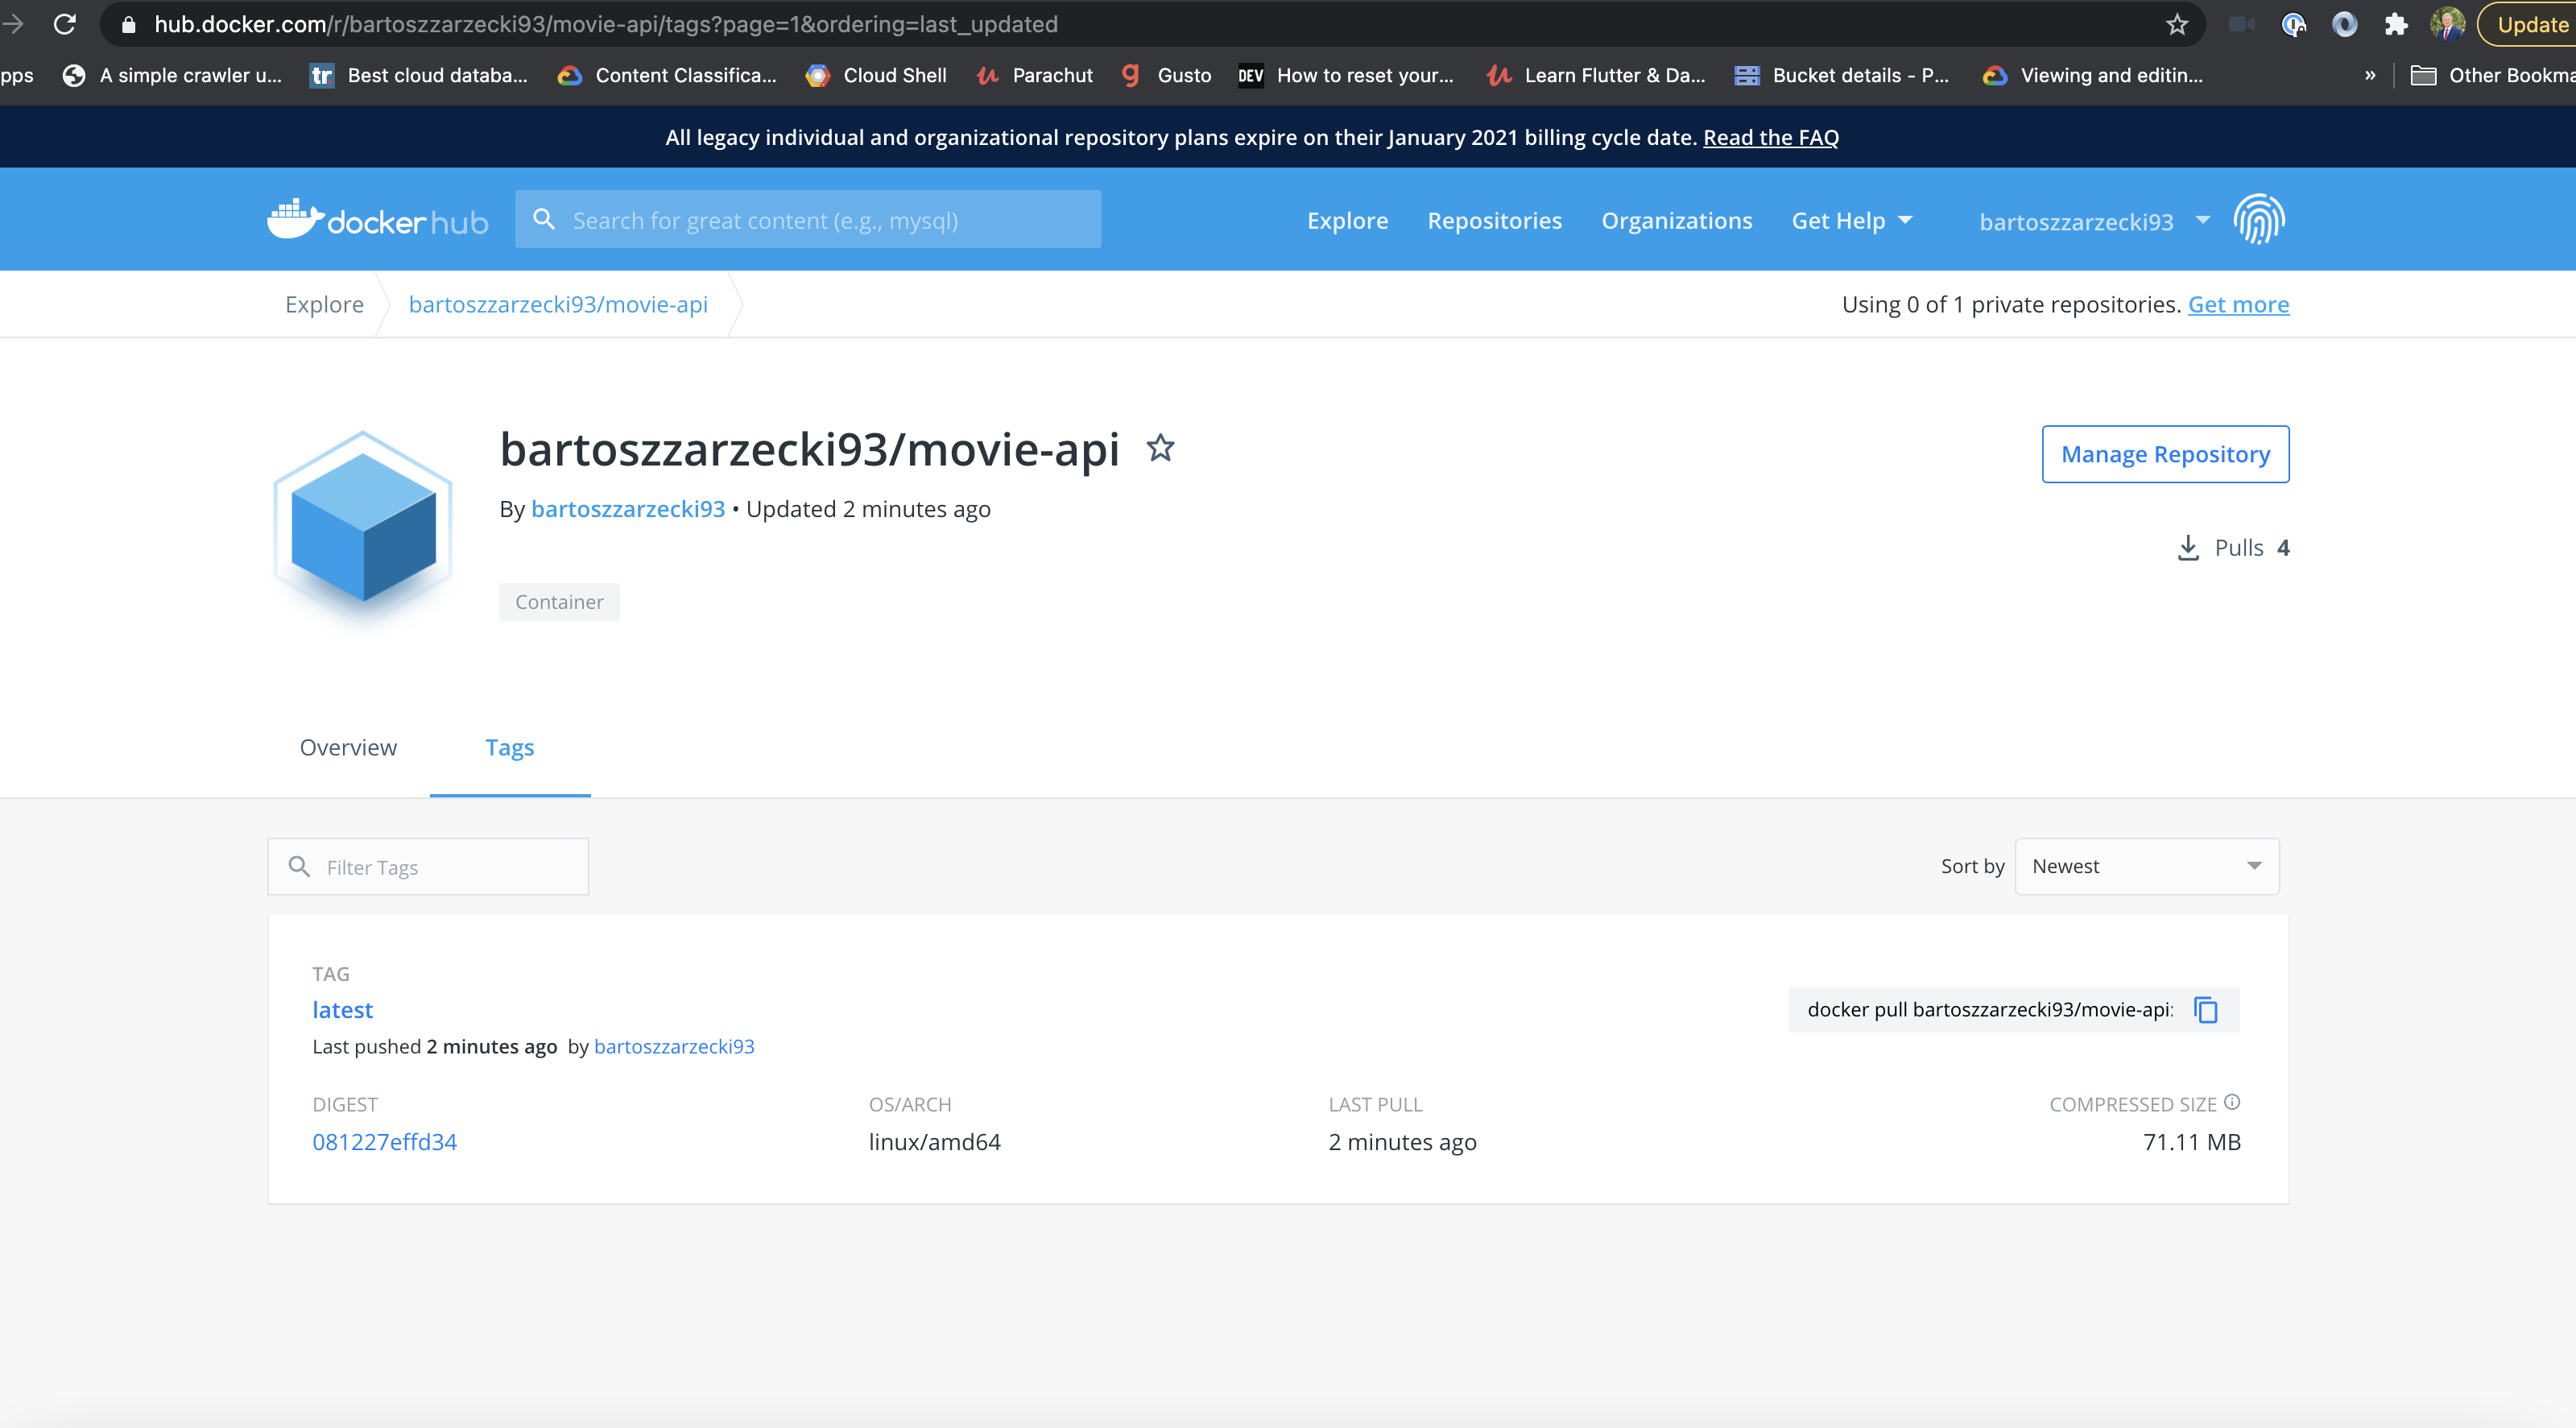 hub.docker.com/r/bartoszzarzecki93/movie-api/tags?page=1&ordering=last_updated
Update
pps
A simple crawler u...
tr
Best cloud databa...
Content Classifica...
Cloud Shell
Parachut
Gusto
DEV
How to reset your...
Learn Flutter & Da...
Bucket details - P...
Viewing and editin...
»
Other Bookma
All legacy individual and organizational repository plans expire on their January 2021 billing cycle date. Read the FAQ
docker hub
Search for great content (e.g., mysql)
Explore
Repositories
Organizations
Get Help
bartoszzarzecki93
Explore
bartoszzarzecki93/movie-api
Using 0 of 1 private repositories. Get more
bartoszzarzecki93/movie-api
Manage Repository
By bartoszzarzecki93 • Updated 2 minutes ago
Pulls 4
Container
Overview
Tags
Filter Tags
Sort by
Newest
TAG
latest
docker pull bartoszzarzecki93/movie-api:
Last pushed 2 minutes ago by bartoszzarzecki93
DIGEST
OS/ARCH
LAST PULL
COMPRESSED SIZE
081227effd34
linux/amd64
2 minutes ago
71.11 MB